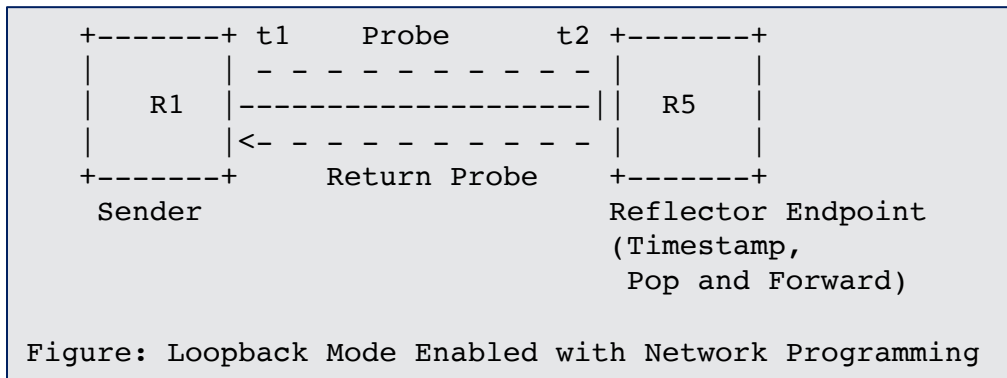 +-------+ t1    Probe     t2 +-------+
|       | - - - - - - - - - - |       |
|   R1  |-------------------||  R5   |
|       |<- - - - - - - - - - |       |
+-------+     Return Probe   +-------+
Sender                       Reflector Endpoint
(Timestamp,
Pop and Forward)
Figure: Loopback Mode Enabled with Network Programming